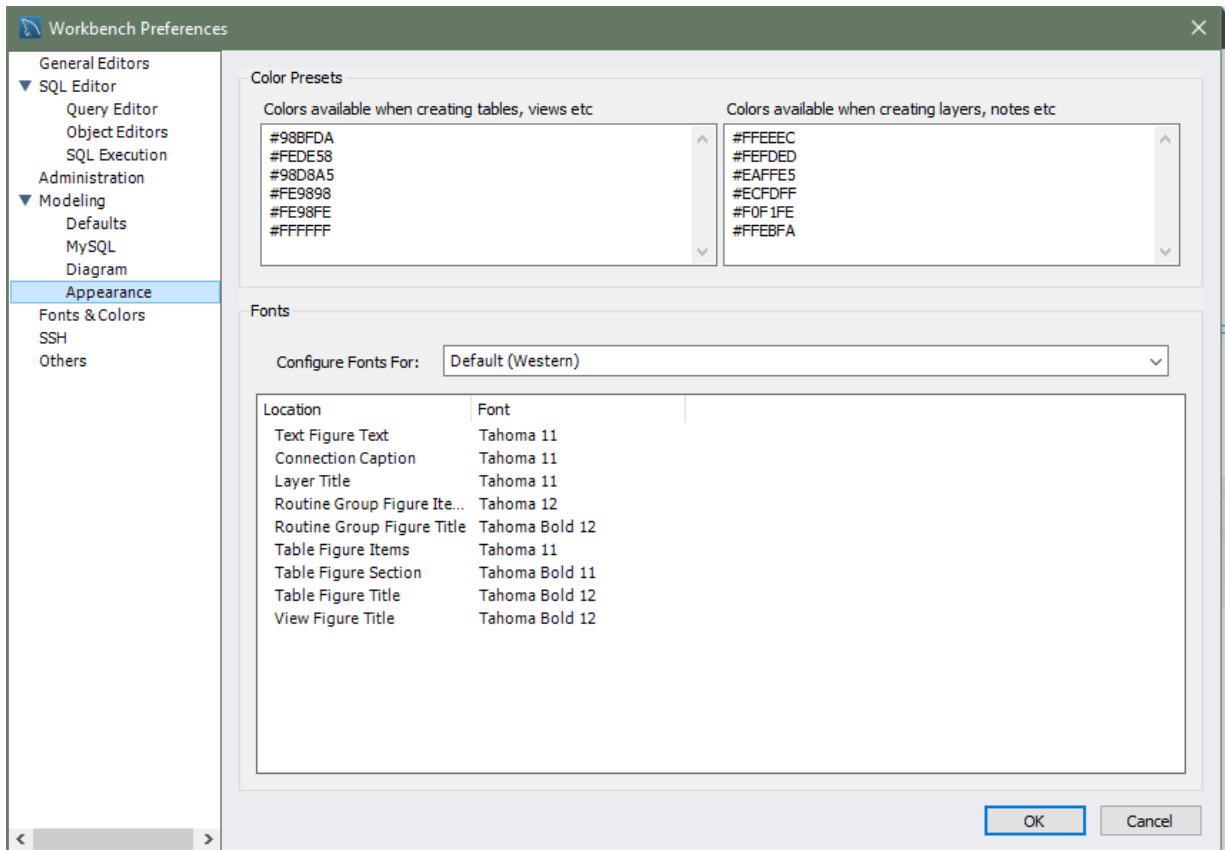 Workbench Preferences
General Editors
SQL Editor
Query Editor
Object Editors
SQL Execution
Administration
Modeling
Defaults
MySQL
Diagram
Appearance
Fonts & Colors
SSH
Others
Color Presets
Colors available when creating tables, views etc
#98BFDA
#FEDE58
#98D8A5
#FE9898
#FE98FE
#FFFFFF
Colors available when creating layers, notes etc
#FFEEEC
#FEFDED
#EAFFE5
#ECFDFF
#F0F1FE
#FFEBFA
Fonts
Configure Fonts For: Default (Western)
Location Font
Text Figure Text Tahoma 11
Connection Caption Tahoma 11
Layer Title Tahoma 11
Routine Group Figure Ite... Tahoma 12
Routine Group Figure Title Tahoma Bold 12
Table Figure Items Tahoma 11
Table Figure Section Tahoma Bold 11
Table Figure Title Tahoma Bold 12
View Figure Title Tahoma Bold 12
OK Cancel